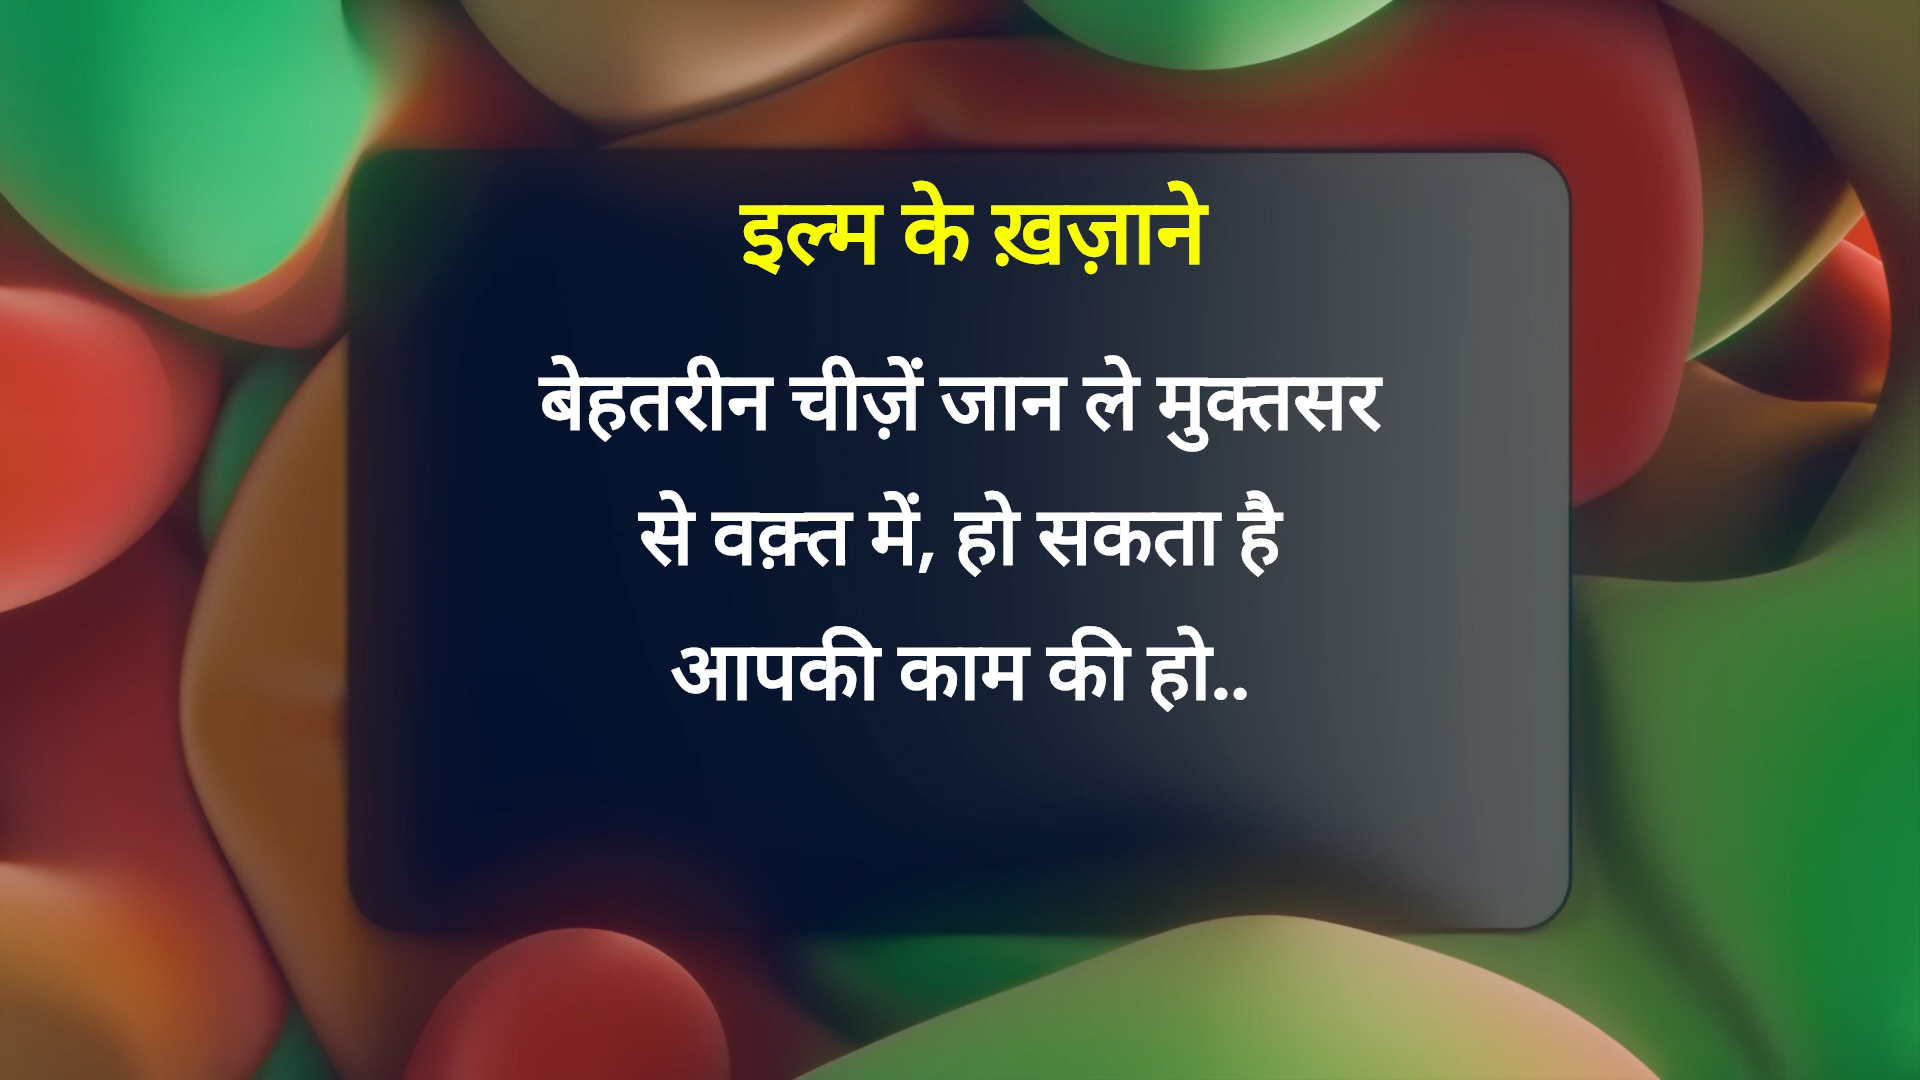 इल्म के ख़ज़ाने
बेहतरीन चीज़ें जान ले मुक्तसर
से वक़्त में, हो सकता है
आपकी काम की हो..